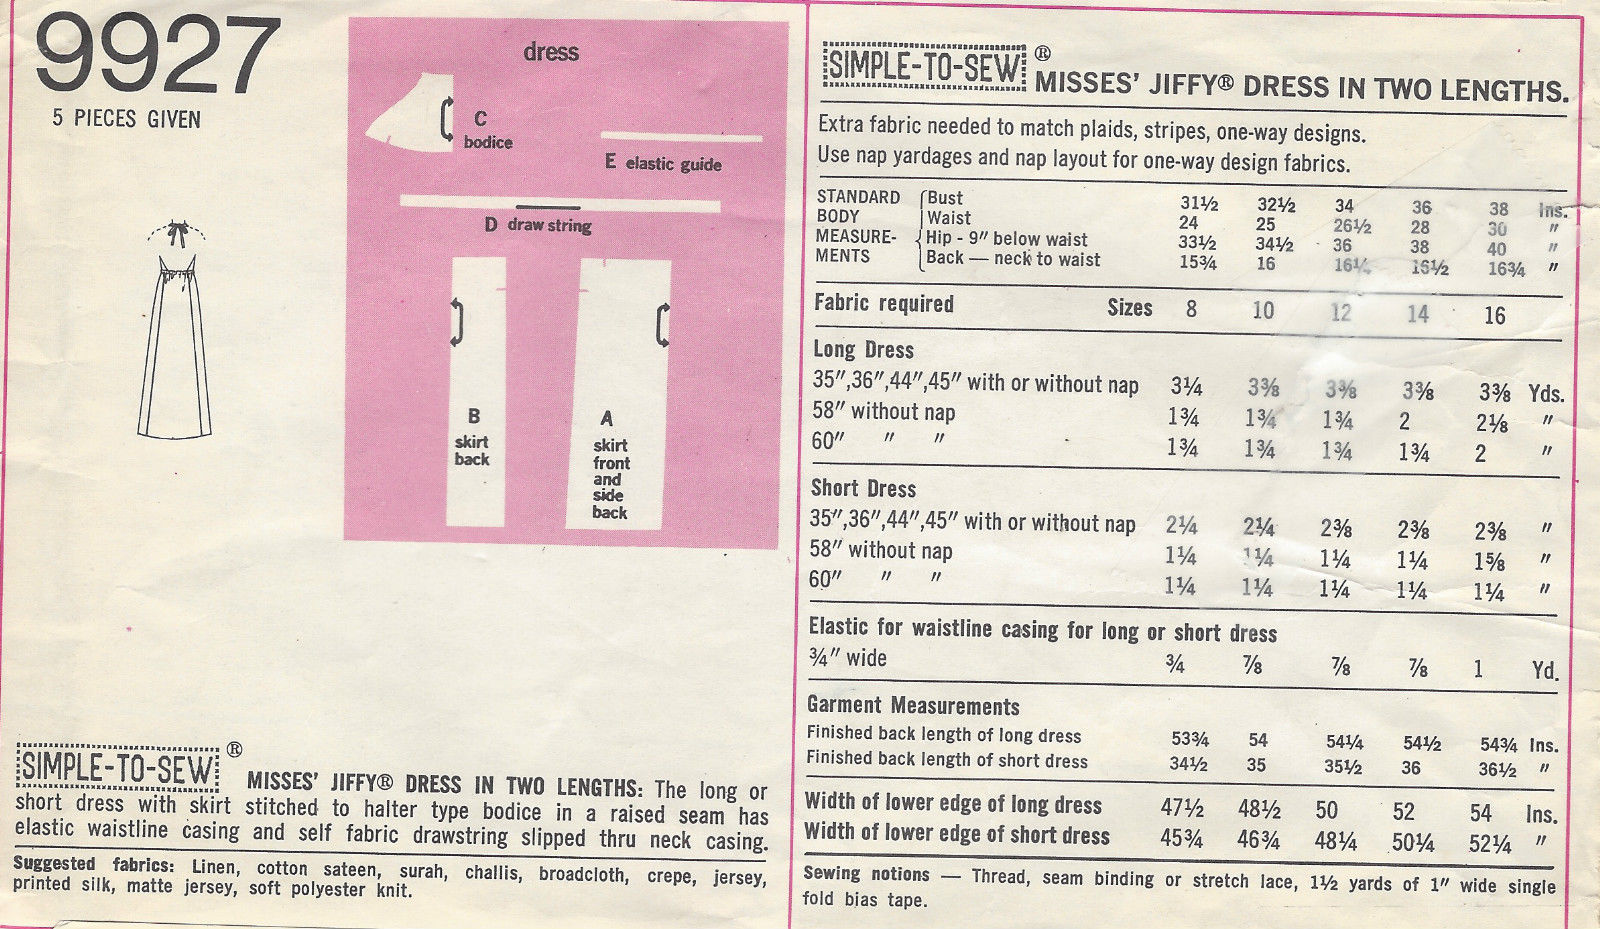 9927
5 PIECES GIVEN
dress
C
bodice
E elastic guide
D draw string
B
skirt
back
A
skirt
front
and
side
back
SIMPLE-TO-SEW®
MISSES' JIFFY® DRESS IN TWO LENGTHS: The long or
short dress with skirt stitched to halter type bodice in a raised seam has
elastic waistline casing and self fabric drawstring slipped thru neck casing.
Suggested fabrics: Linen, cotton sateen, surah, challis, broadcloth, crepe, jersey,
printed silk, matte jersey, soft polyester knit.
SIMPLE-TO-SEW® MISSES' JIFFY® DRESS IN TWO LENGTHS.
Extra fabric needed to match plaids, stripes, one-way designs.
Use nap yardages and nap layout for one-way design fabrics.
STANDARD Bust 31½ 32½ 34 36 38 Ins.
BODY Waist 24 25 26½ 28 30 "
MEASURE- Hip - 9" below waist 33½ 34½ 36 38 40 "
MENTS Back — neck to waist 15¾ 16 16¼ 16½ 16¾ "
Fabric required Sizes 8 10 12 14 16
Long Dress
35",36",44",45" with or without nap 3¼ 3⅜ 3⅜ 3⅜ 3⅜ Yds.
58" without nap 1¾ 1¾ 1¾ 2 2⅛ "
60" " " 1¾ 1¾ 1¾ 1¾ 2 "
Short Dress
35",36",44",45" with or without nap 2¼ 2¼ 2⅜ 2⅜ 2⅜ "
58" without nap 1¼ 1¼ 1¼ 1¼ 1⅝ "
60" " " 1¼ 1¼ 1¼ 1¼ 1¼ "
Elastic for waistline casing for long or short dress
¾" wide ¾ ⅞ ⅞ ⅞ 1 Yd.
Garment Measurements
Finished back length of long dress 53¾ 54 54¼ 54½ 54¾ Ins.
Finished back length of short dress 34½ 35 35½ 36 36½ "
Width of lower edge of long dress 47½ 48½ 50 52 54 Ins.
Width of lower edge of short dress 45¾ 46¾ 48¼ 50¼ 52¼ "
Sewing notions — Thread, seam binding or stretch lace, 1½ yards of 1" wide single
fold bias tape.